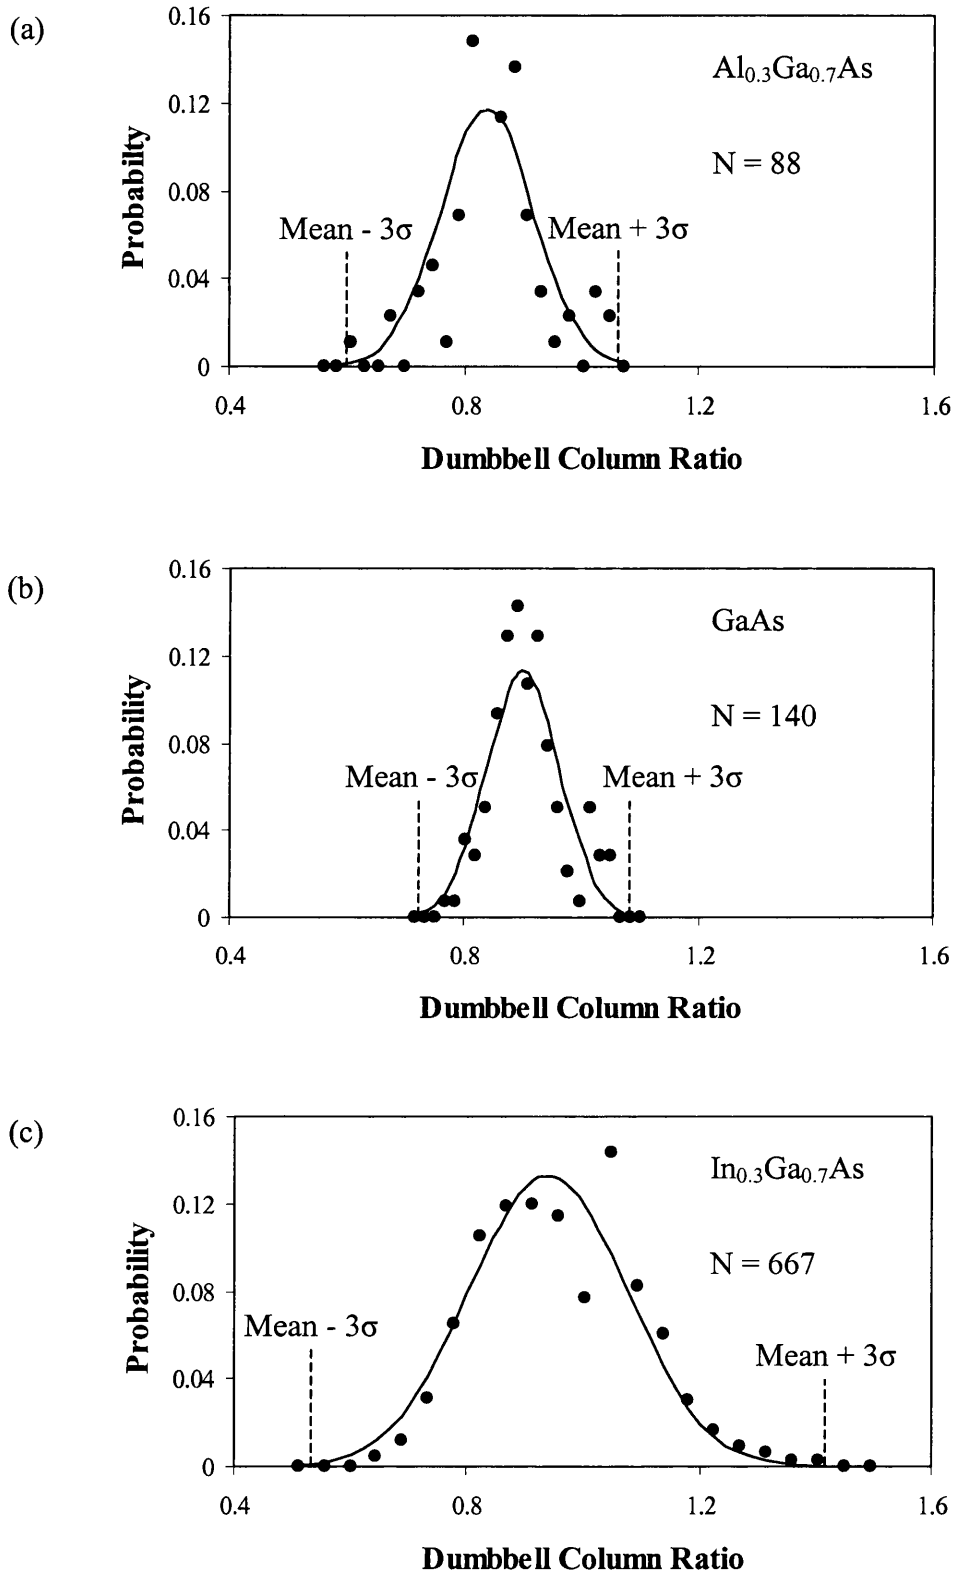 (a)
0.16
0.12
0.08
0.04
0
Probabilty
Al0.3Ga0.7As
N = 88
Mean - 3σ
Mean + 3σ
0.4 0.8 1.2 1.6
Dumbbell Column Ratio
(b)
0.16
0.12
0.08
0.04
0
Probability
GaAs
N = 140
Mean - 3σ
Mean + 3σ
0.4 0.8 1.2 1.6
Dumbbell Column Ratio
(c)
0.16
0.12
0.08
0.04
0
Probability
In0.3Ga0.7As
N = 667
Mean - 3σ
Mean + 3σ
0.4 0.8 1.2 1.6
Dumbbell Column Ratio